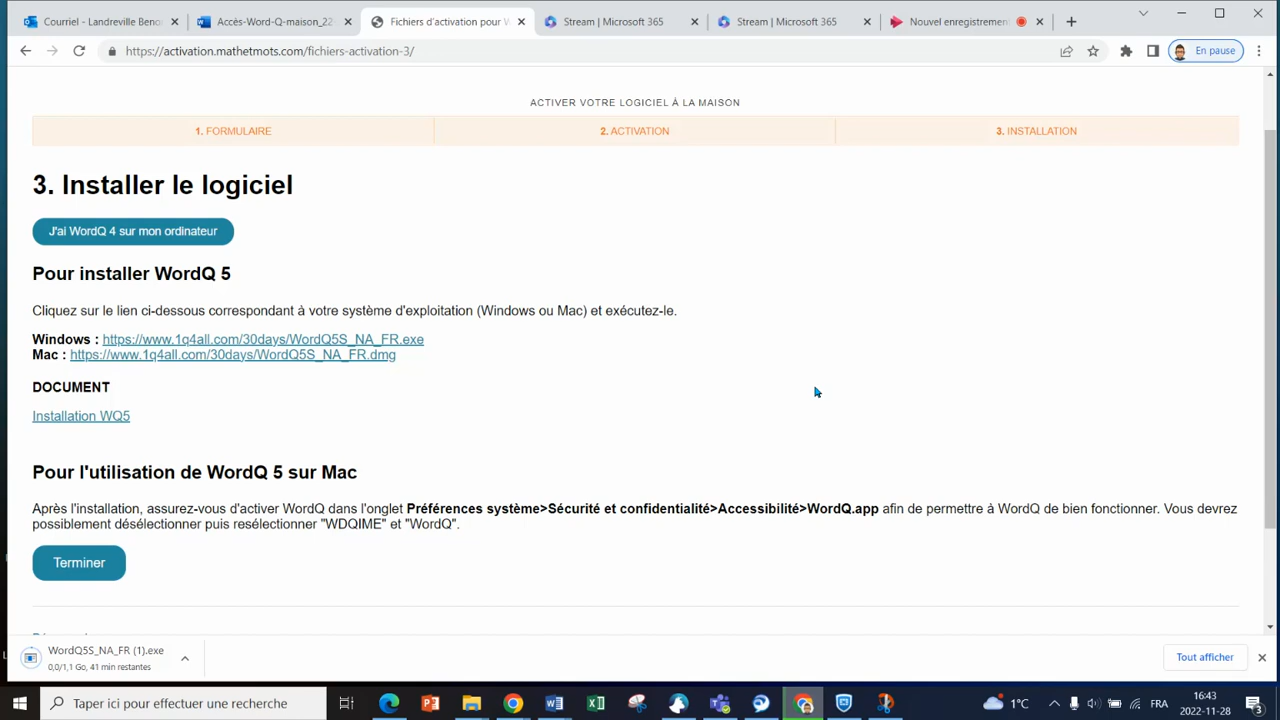 Courriel - Landreville Beno
Accès-Word-Q-maison_22
Fichiers d'activation pour W
Stream | Microsoft 365
Stream | Microsoft 365
Nouvel enregistrement
https://activation.mathetmots.com/fichiers-activation-3/
En pause
ACTIVER VOTRE LOGICIEL À LA MAISON
1. FORMULAIRE
2. ACTIVATION
3. INSTALLATION
3. Installer le logiciel
J'ai WordQ 4 sur mon ordinateur
Pour installer WordQ 5
Cliquez sur le lien ci-dessous correspondant à votre système d'exploitation (Windows ou Mac) et exécutez-le.
Windows : https://www.1q4all.com/30days/WordQ5S_NA_FR.exe
Mac : https://www.1q4all.com/30days/WordQ5S_NA_FR.dmg
DOCUMENT
Installation WQ5
Pour l'utilisation de WordQ 5 sur Mac
Après l'installation, assurez-vous d'activer WordQ dans l'onglet Préférences système>Sécurité et confidentialité>Accessibilité>WordQ.app afin de permettre à WordQ de bien fonctionner. Vous devrez
possiblement désélectionner puis resélectionner "WDQIME" et "WordQ".
Terminer
WordQ5S_NA_FR (1).exe
0,0/1,1 Go, 41 min restantes
Tout afficher
Taper ici pour effectuer une recherche
1°C
FRA
16:43
2022-11-28
3